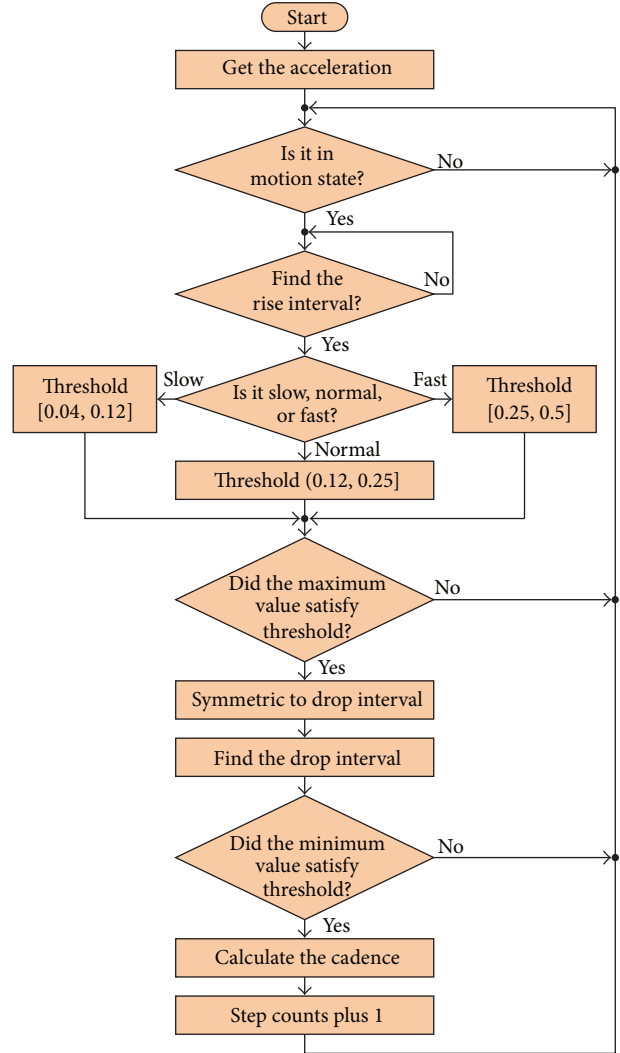 Start
Get the acceleration
Is it in
motion state?
No
Yes
Find the
rise interval?
No
Yes
Threshold
[0.04, 0.12]
Slow
Is it slow, normal,
or fast?
Fast
Threshold
[0.25, 0.5]
Normal
Threshold (0.12, 0.25]
Did the maximum
value satisfy
threshold?
No
Yes
Symmetric to drop interval
Find the drop interval
Did the minimum
value satisfy
threshold?
No
Yes
Calculate the cadence
Step counts plus 1